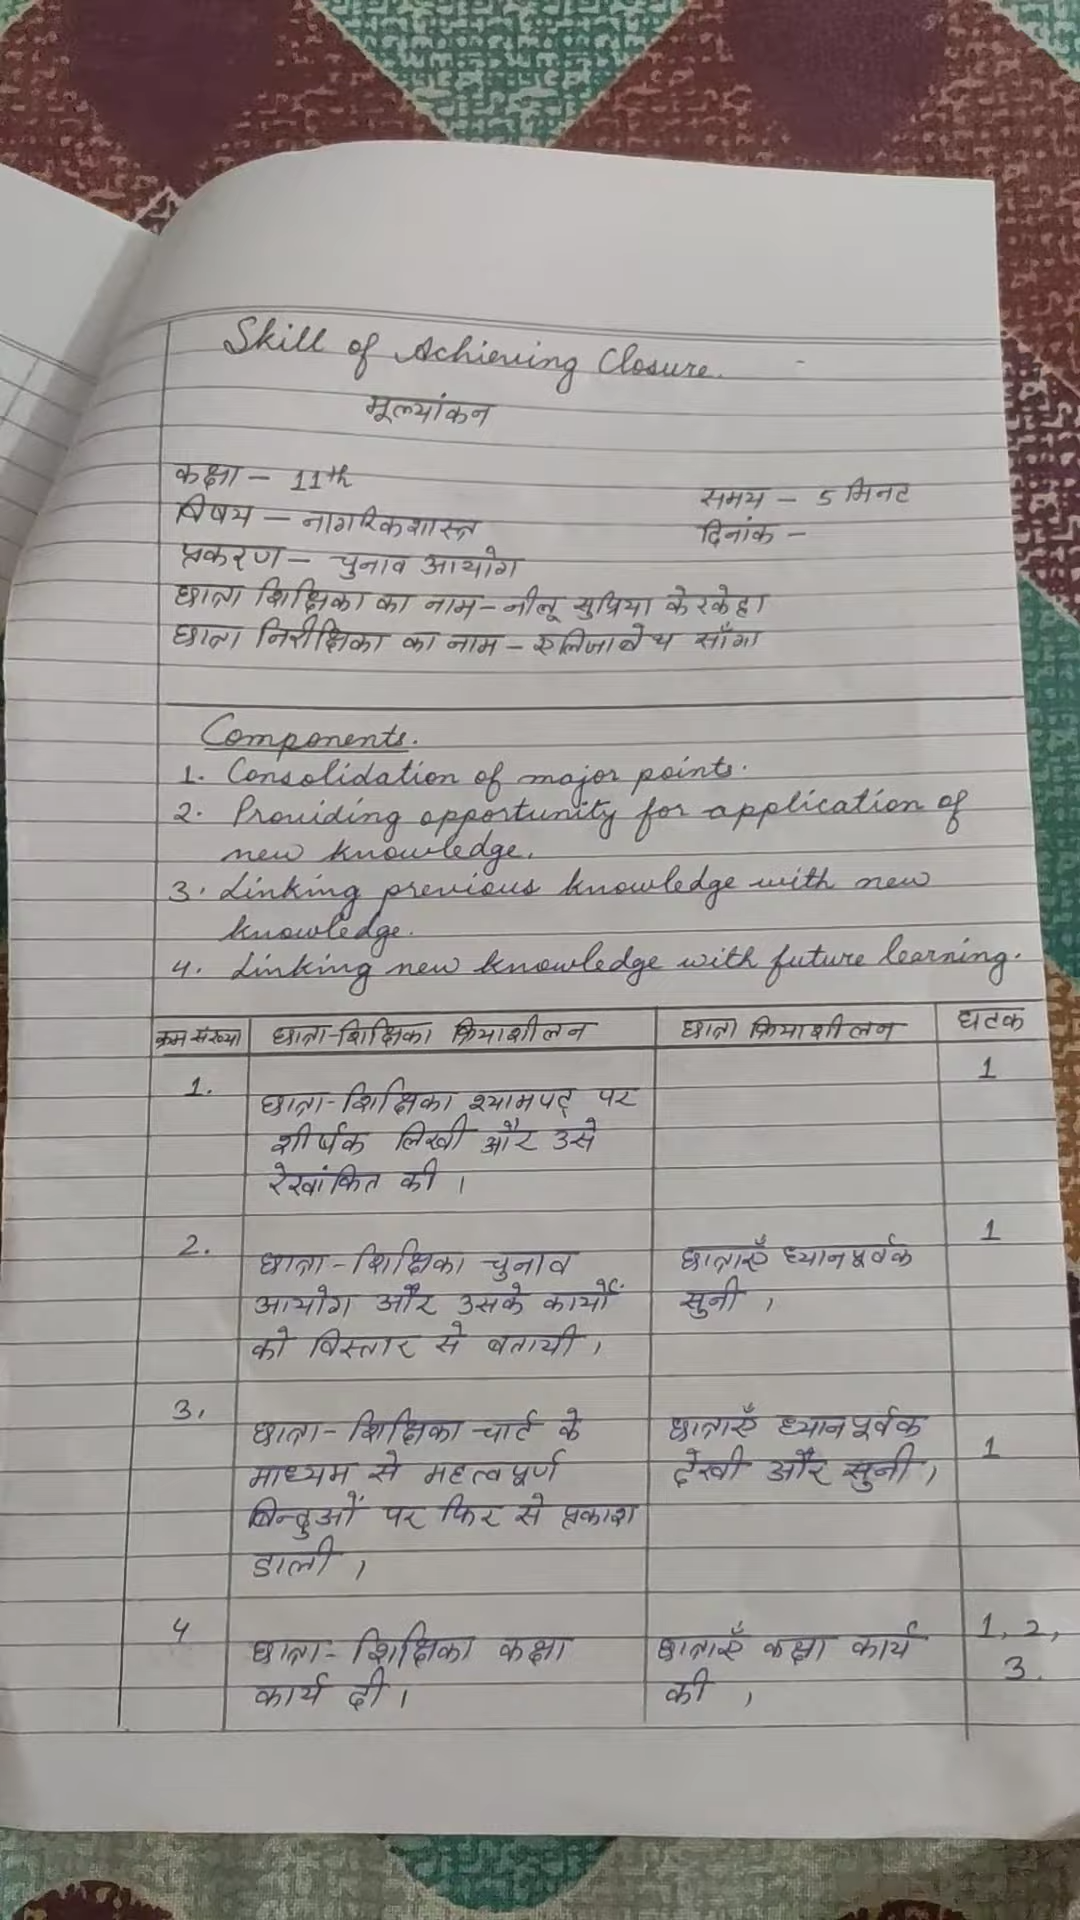 Skill of Achieving Closure.
मूल्यांकन
कक्षा – 11th
समय – 5 मिनट
विषय – नागरिकशास्त्र
दिनांक –
प्रकरण – चुनाव आयोग
छात्रा शिक्षिका का नाम – नीलू सुप्रिया केरकेट्टा
छात्रा निरीक्षिका का नाम – एलिजाबेथ साँगा
Components.
1. Consolidation of major points.
2. Providing opportunity for application of
new knowledge.
3. Linking previous knowledge with new
knowledge.
4. Linking new knowledge with future learning.
क्रम संख्या छात्रा-शिक्षिका क्रियाशीलन छात्रा क्रियाशीलन घटक
1. 1
छात्रा-शिक्षिका श्यामपट् पर
शीर्षक लिखी और उसे
रेखांकित की ।
2. 1
छात्रा-शिक्षिका चुनाव
आयोग और उसके कार्यों
को विस्तार से बतायी ।
छात्राएँ ध्यानपूर्वक
सुनी ।
3.
छात्रा-शिक्षिका चार्ट के
माध्यम से महत्वपूर्ण
बिन्दुओं पर फिर से प्रकाश
डाली ।
छात्राएँ ध्यानपूर्वक
देखी और सुनी ।
1
4
छात्रा-शिक्षिका कक्षा
कार्य दी ।
छात्राएँ कक्षा कार्य
की ।
1, 2,
3.